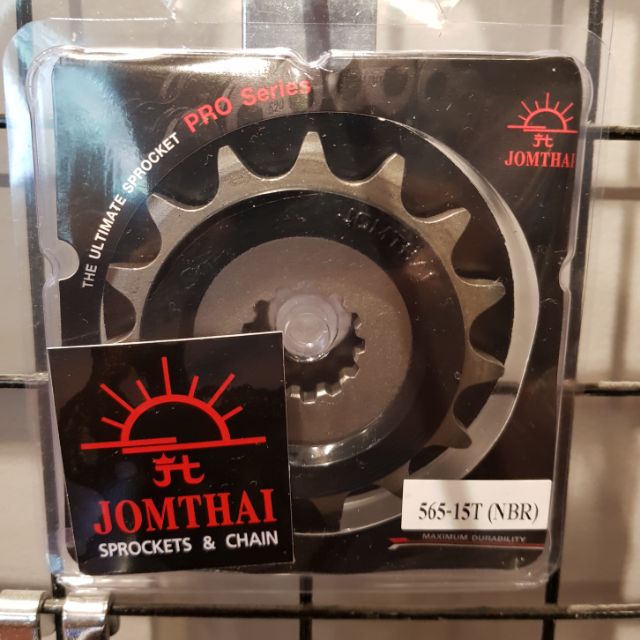 THE ULTIMATE SPROCKET PRO Series
JOMTHAI
JOMTHAI
JOMTHAI
SPROCKETS & CHAIN
565-15T (NBR)
MAXIMUM DURABILITY